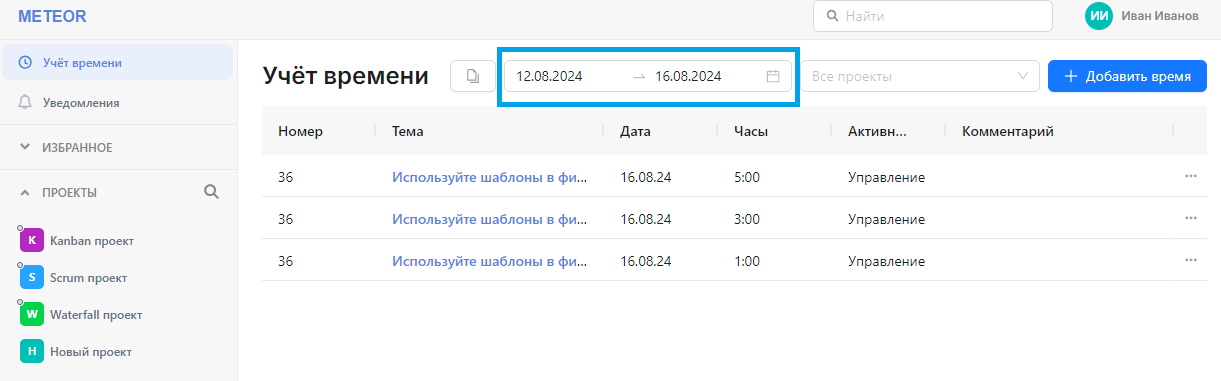 METEOR
Найти
ИИ Иван Иванов
Учёт времени
Уведомления
ИЗБРАННОЕ
ПРОЕКТЫ
K Kanban проект
S Scrum проект
W Waterfall проект
Н Новый проект
Учёт времени
12.08.2024 → 16.08.2024
Все проекты
+ Добавить время
Номер Тема Дата Часы Активн... Комментарий
36 Используйте шаблоны в фи... 16.08.24 5:00 Управление ...
36 Используйте шаблоны в фи... 16.08.24 3:00 Управление ...
36 Используйте шаблоны в фи... 16.08.24 1:00 Управление ...